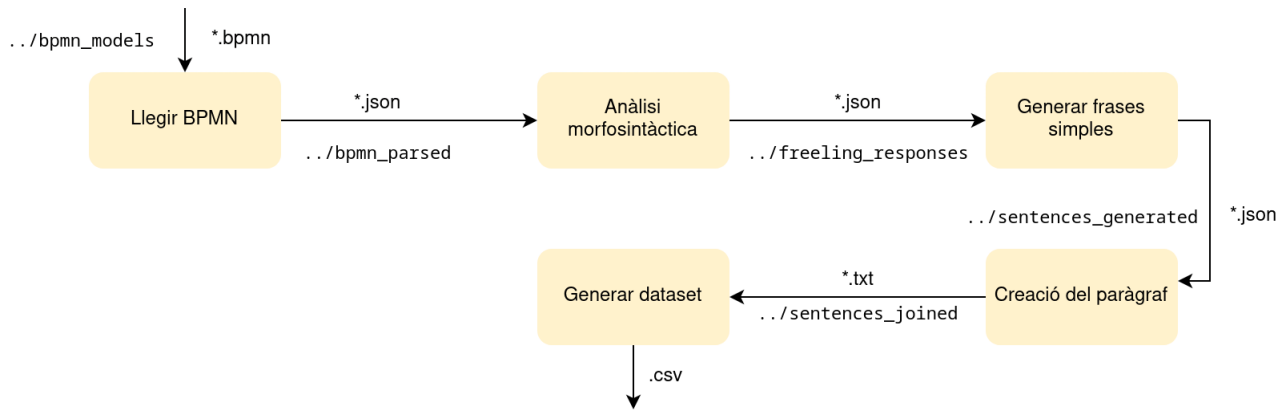 ../bpmn_models
*.bpmn
Llegir BPMN
*.json
../bpmn_parsed
Anàlisi
morfosintàctica
*.json
../freeling_responses
Generar frases
simples
../sentences_generated
*.json
Creació del paràgraf
*.txt
../sentences_joined
Generar dataset
.csv